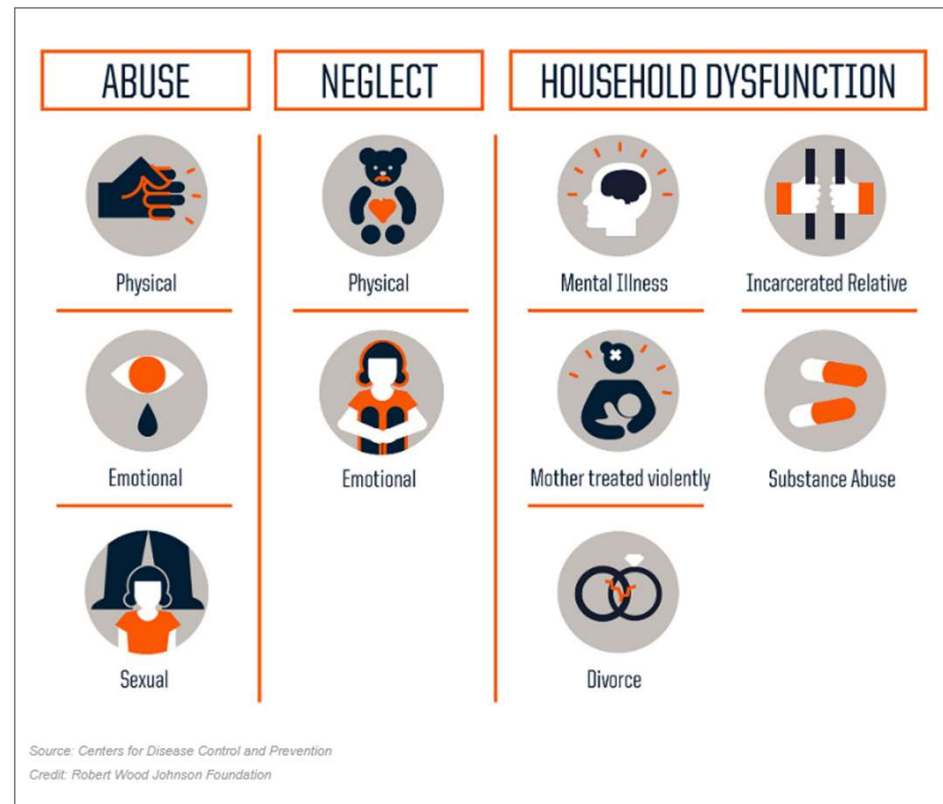 ABUSE
NEGLECT
HOUSEHOLD DYSFUNCTION
Physical
Emotional
Sexual
Physical
Emotional
Mental Illness
Incarcerated Relative
Mother treated violently
Substance Abuse
Divorce
Source: Centers for Disease Control and Prevention
Credit: Robert Wood Johnson Foundation